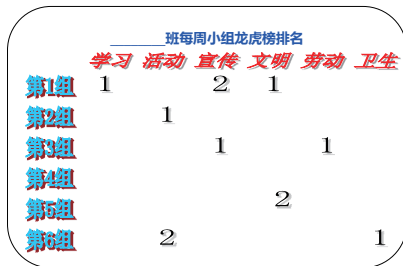 ________班每周小组龙虎榜排名
学习 活动 宣传 文明 劳动 卫生
第1组 1 2 1
第2组 1
第3组 1 1
第4组
第5组 2
第6组 2 1